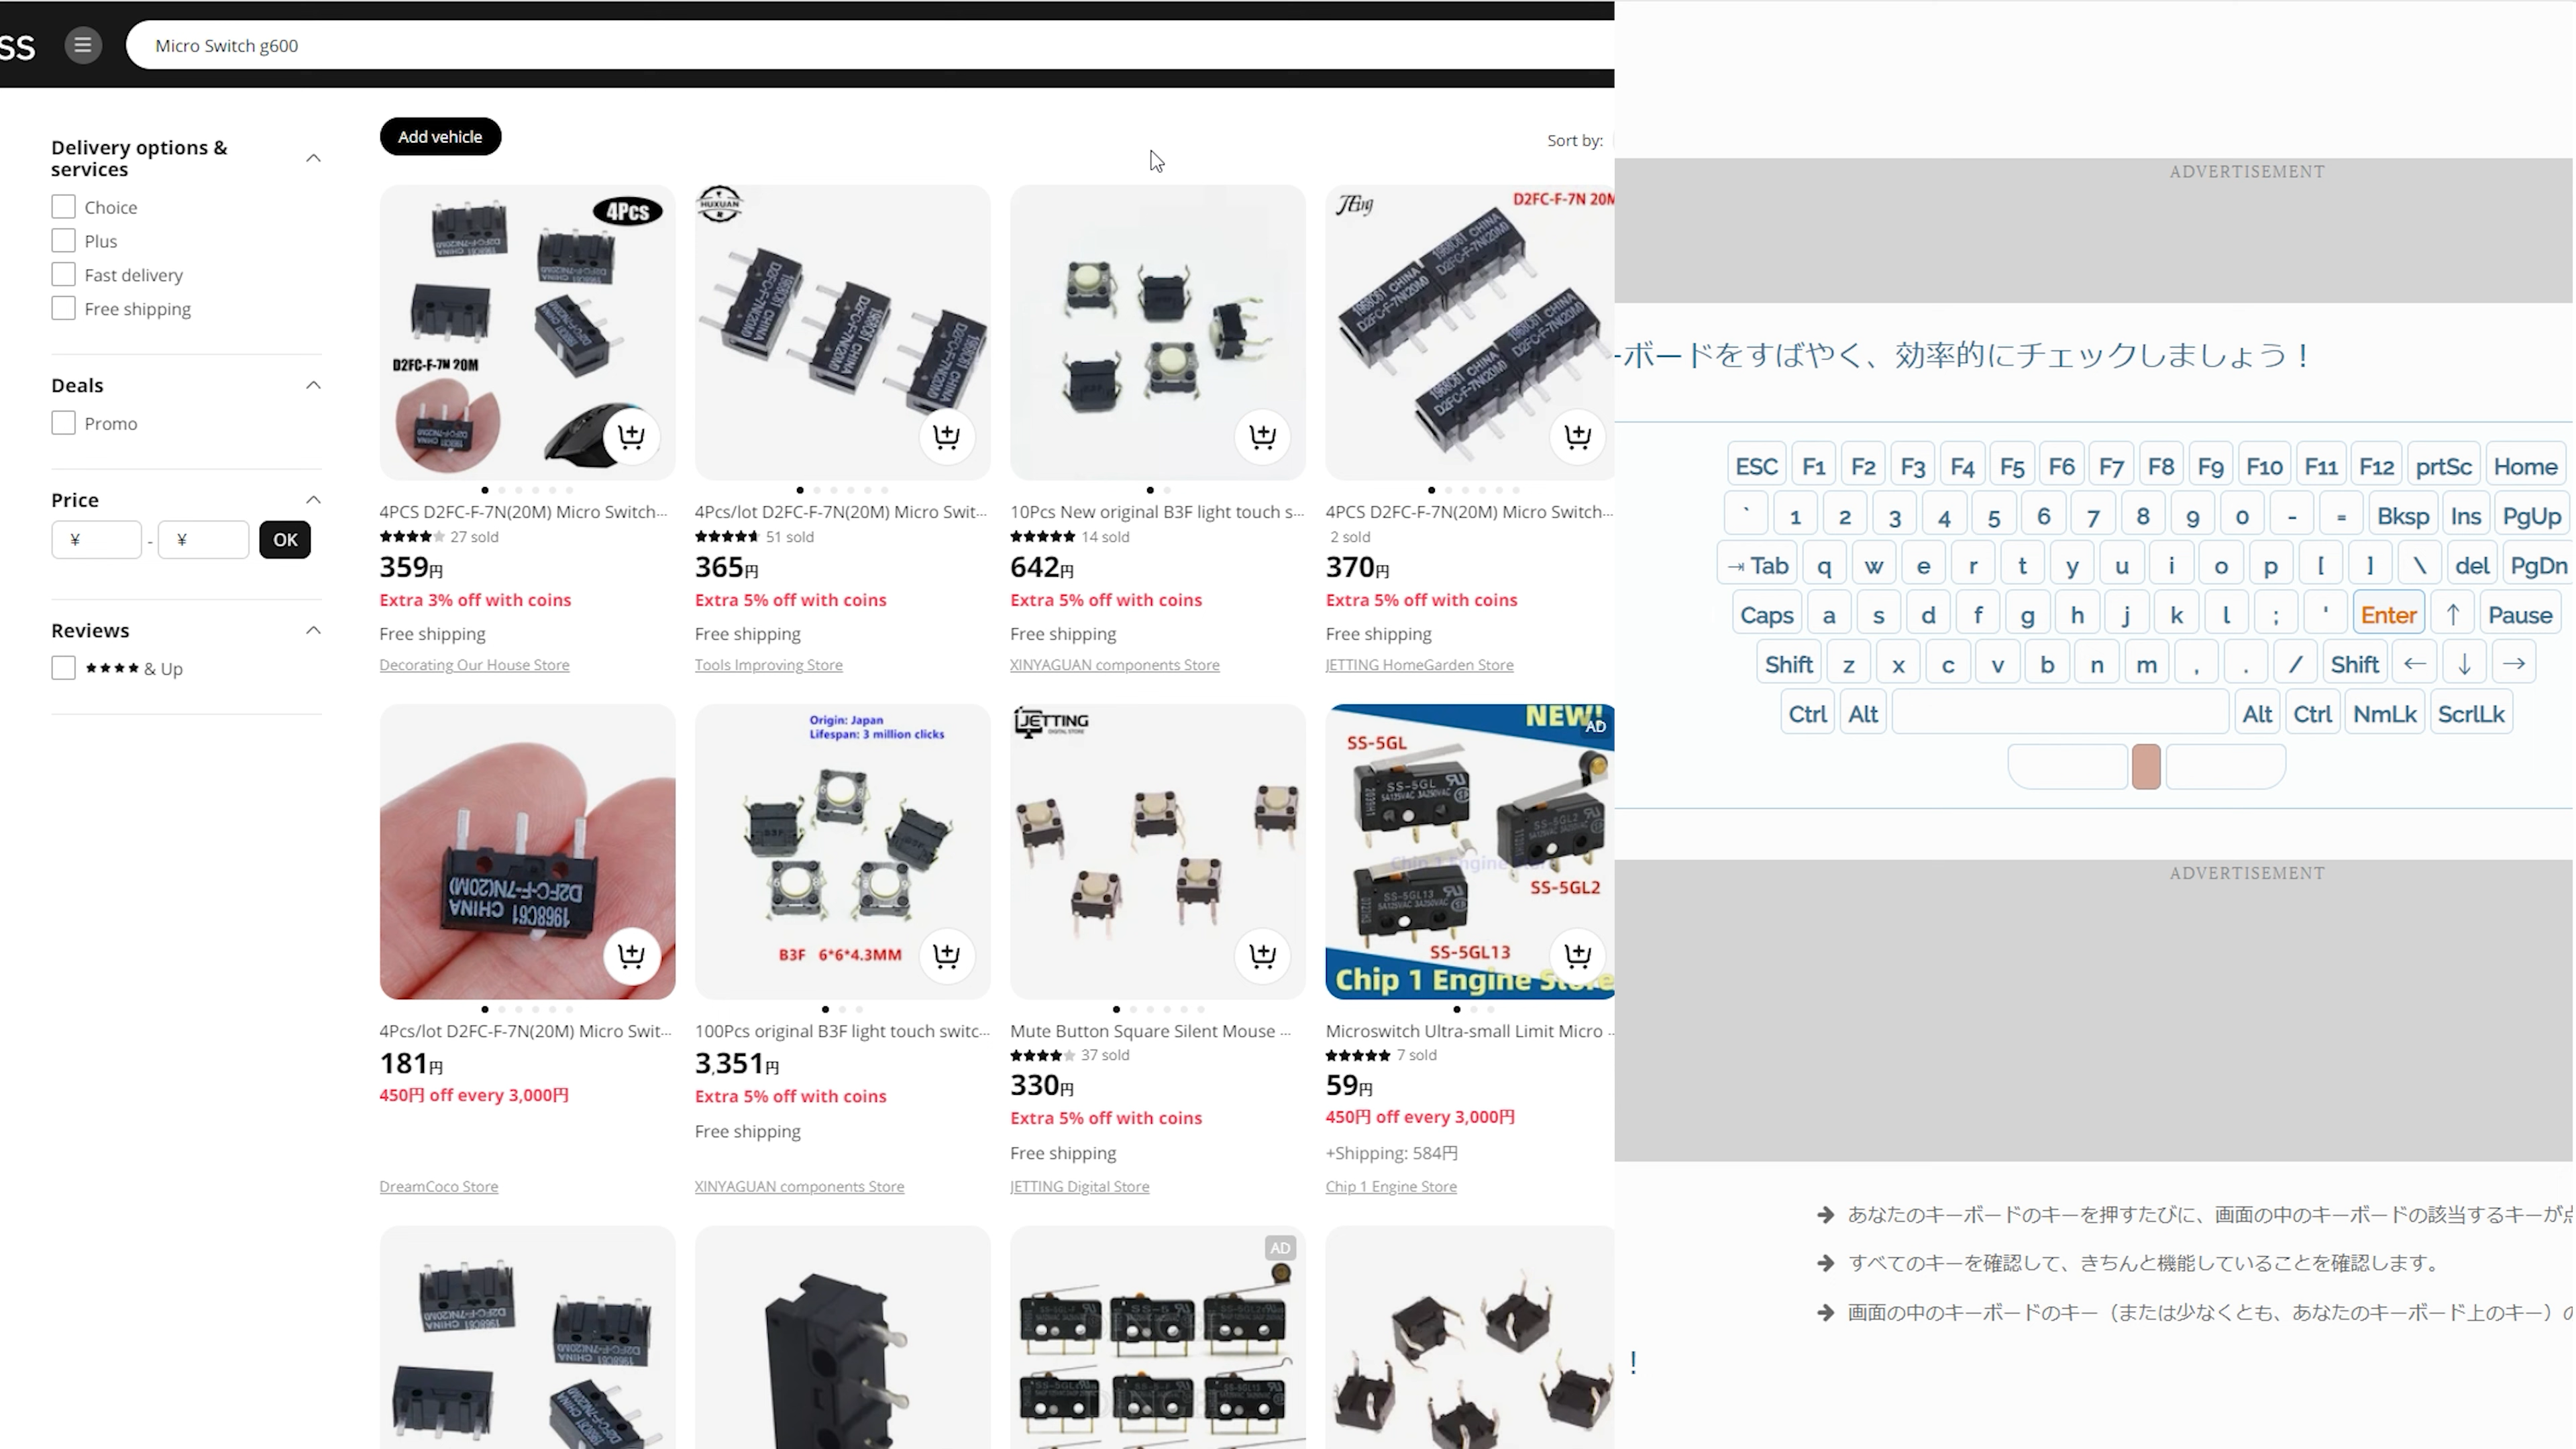 ss
Micro Switch g600
Add vehicle
Sort by:
Delivery options &
services
Choice
Plus
Fast delivery
Free shipping
Deals
Promo
Price
¥ - ¥ OK
Reviews
★★★★ & Up
4Pcs
D2FC-F-7N 20M
4PCS D2FC-F-7N(20M) Micro Switch...
27 sold
359円
Extra 3% off with coins
Free shipping
Decorating Our House Store
HUXUAN
D2FC-F-7N(20M)
1968C61 CHINA
4Pcs/lot D2FC-F-7N(20M) Micro Swit...
51 sold
365円
Extra 5% off with coins
Free shipping
Tools Improving Store
10Pcs New original B3F light touch s...
14 sold
642円
Extra 5% off with coins
Free shipping
XINYAGUAN components Store
JEng
D2FC-F-7N 20M
1968C61 CHINA
D2FC-F-7N(20M)
4PCS D2FC-F-7N(20M) Micro Switch...
2 sold
370円
Extra 5% off with coins
Free shipping
JETTING HomeGarden Store
D2FC-F-7N(20M)
1968C61 CHINA
4Pcs/lot D2FC-F-7N(20M) Micro Swit...
181円
450円 off every 3,000円
DreamCoco Store
Origin: Japan
Lifespan: 3 million clicks
B3F 6*6*4.3MM
100Pcs original B3F light touch switc...
3,351円
Extra 5% off with coins
Free shipping
XINYAGUAN components Store
JETTING
DIGITAL STORE
Mute Button Square Silent Mouse ...
37 sold
330円
Extra 5% off with coins
Free shipping
JETTING Digital Store
NEW!
AD
SS-5GL
SS-5GL2
SS-5GL13
Chip 1 Engine Store
Microswitch Ultra-small Limit Micro ...
7 sold
59円
450円 off every 3,000円
+Shipping: 584円
Chip 1 Engine Store
AD
ADVERTISEMENT
ーボードをすばやく、効率的にチェックしましょう！
ESC F1 F2 F3 F4 F5 F6 F7 F8 F9 F10 F11 F12 prtSc Home
` 1 2 3 4 5 6 7 8 9 0 - = Bksp Ins PgUp
⇥ Tab q w e r t y u i o p [ ] \ del PgDn
Caps a s d f g h j k l ; ' Enter ↑ Pause
Shift z x c v b n m , . / Shift ← ↓ →
Ctrl Alt Alt Ctrl NmLk ScrlLk
ADVERTISEMENT
➔ あなたのキーボードのキーを押すたびに、画面の中のキーボードの該当するキーが
➔ すべてのキーを確認して、きちんと機能していることを確認します。
➔ 画面の中のキーボードのキー（または少なくとも、あなたのキーボード上のキー）の
！